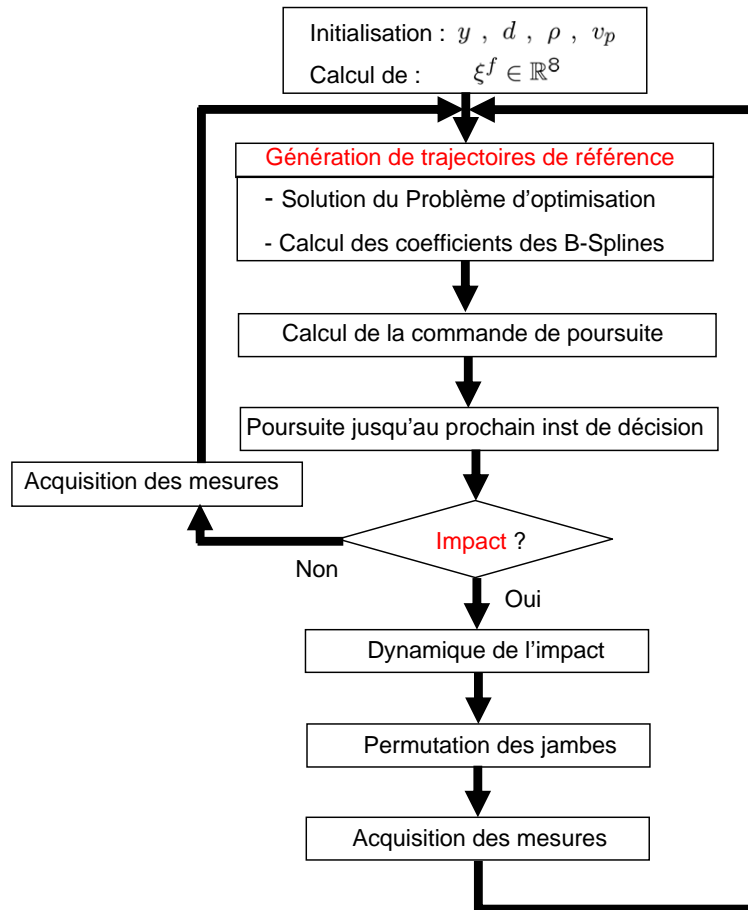 Initialisation : y , d , ρ , v_p
Calcul de : ξ^f ∈ ℝ^8
Génération de trajectoires de référence
- Solution du Problème d'optimisation
- Calcul des coefficients des B-Splines
Calcul de la commande de poursuite
Poursuite jusqu'au prochain inst de décision
Acquisition des mesures
Impact ?
Non
Oui
Dynamique de l'impact
Permutation des jambes
Acquisition des mesures